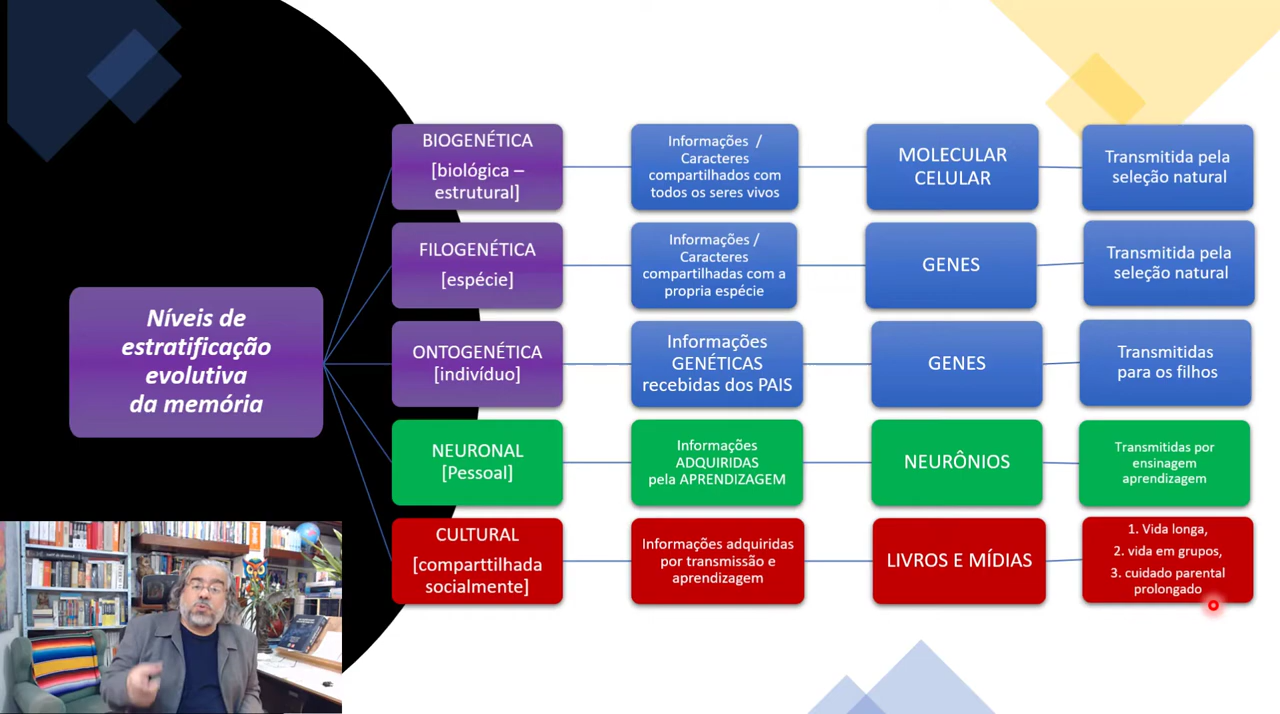 Níveis de
estratificação
evolutiva
da memória
BIOGENÉTICA
[biológica –
estrutural]
Informações /
Caracteres
compartilhados com
todos os seres vivos
MOLECULAR
CELULAR
Transmitida pela
seleção natural
FILOGENÉTICA
[espécie]
Informações /
Caracteres
compartilhadas com a
propria espécie
GENES
Transmitida pela
seleção natural
ONTOGENÉTICA
[indivíduo]
Informações
GENÉTICAS
recebidas dos PAIS
GENES
Transmitidas
para os filhos
NEURONAL
[Pessoal]
Informações
ADQUIRIDAS
pela APRENDIZAGEM
NEURÔNIOS
Transmitidas por
ensinagem
aprendizagem
CULTURAL
[comparttilhada
socialmente]
Informações adquiridas
por transmissão e
aprendizagem
LIVROS E MÍDIAS
1. Vida longa,
2. vida em grupos,
3. cuidado parental
prolongado